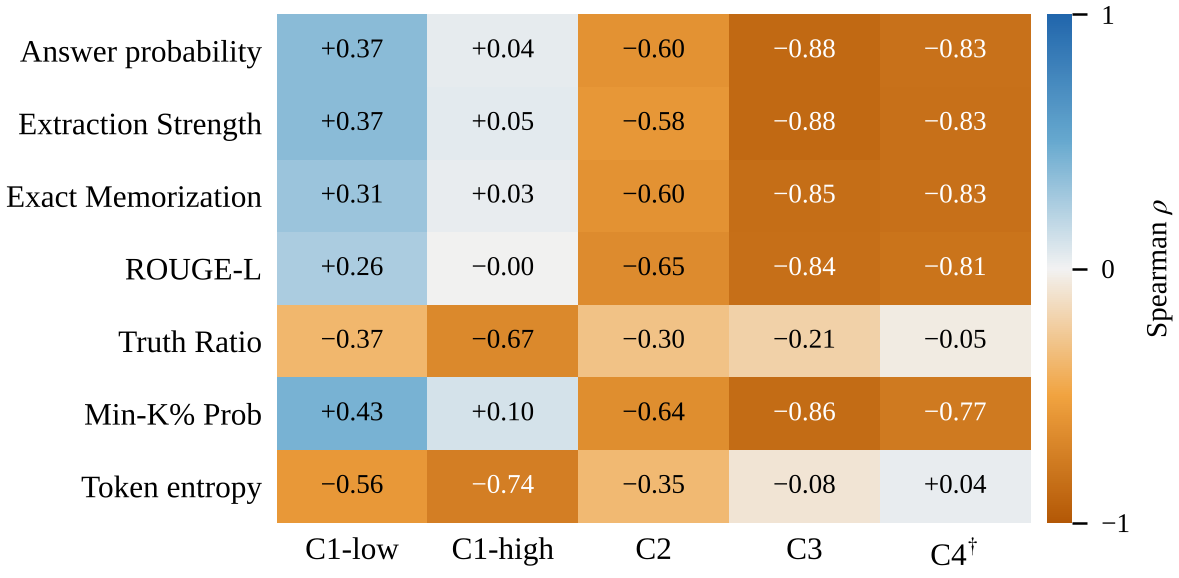 Answer probability +0.37 +0.04 −0.60 −0.88 −0.83
Extraction Strength +0.37 +0.05 −0.58 −0.88 −0.83
Exact Memorization +0.31 +0.03 −0.60 −0.85 −0.83
ROUGE-L +0.26 −0.00 −0.65 −0.84 −0.81
Truth Ratio −0.37 −0.67 −0.30 −0.21 −0.05
Min-K% Prob +0.43 +0.10 −0.64 −0.86 −0.77
Token entropy −0.56 −0.74 −0.35 −0.08 +0.04
C1-low C1-high C2 C3 C4†
1
0
−1
Spearman ρ